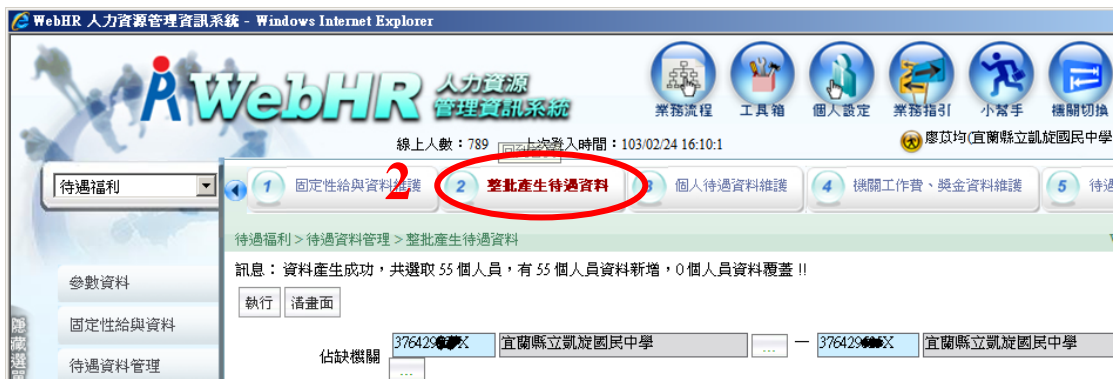 WebHR 人力資源管理資訊系統 - Windows Internet Explorer
WebHR 人力資源
管理資訊系統
業務流程 工具箱 個人設定 業務指引 小幫手 機關切換
線上人數：789 上次登入時間：103/02/24 16:10:1
廖苡均(宜蘭縣立凱旋國民中學
待遇福利
1 固定性給與資料維護 2 整批產生待遇資料 3 個人待遇資料維護 4 機關工作費、獎金資料維護 5 待遇
2
待遇福利>待遇資料管理>整批產生待遇資料
訊息：資料產生成功，共選取 55 個人員，有 55 個人員資料新增，0 個人員資料覆蓋 !!
參數資料
執行 清畫面
固定性給與資料
佔缺機關 376429 X 宜蘭縣立凱旋國民中學 ... — 376429 X 宜蘭縣立凱旋國民中學
...
待遇資料管理
隱藏選單